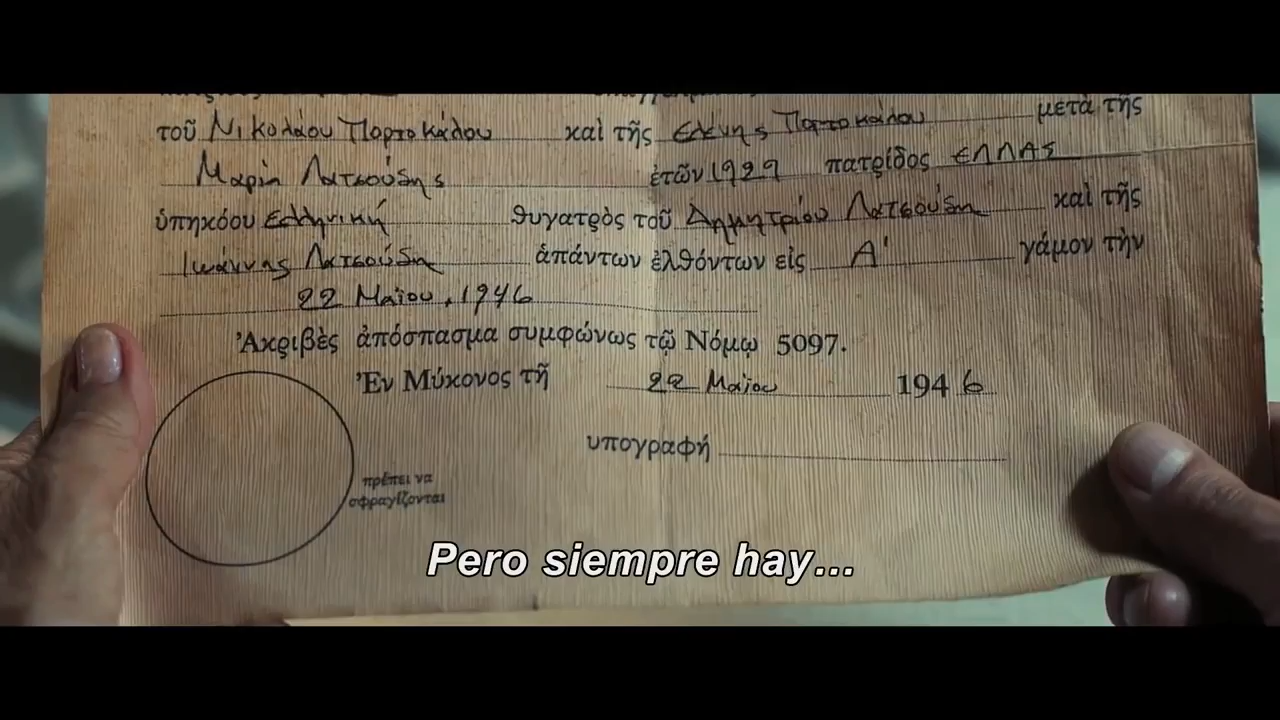 τοῦ Νικολάου Πορτοκάλου καὶ τῆς Ελένης Πορτοκάλου μετὰ τῆς
Μαρία Λατσούδης ἐτῶν 1929 πατρίδος ΕΛΛΑΣ
ὑπηκόου Ελληνική θυγατρὸς τοῦ Δημητρίου Λατσούδη καὶ τῆς
Ιωάννης Λατσούδη ἁπάντων ἐλθόντων εἰς Α' γάμον τὴν
22 Μαΐου, 1946
Ἀκριβὲς ἀπόσπασμα συμφώνως τῷ Νόμῳ 5097.
Ἐν Μύκονος τῆ 22 Μαΐου 1946
υπογραφή
πρέπει να
σφραγίζονται
Pero siempre hay...